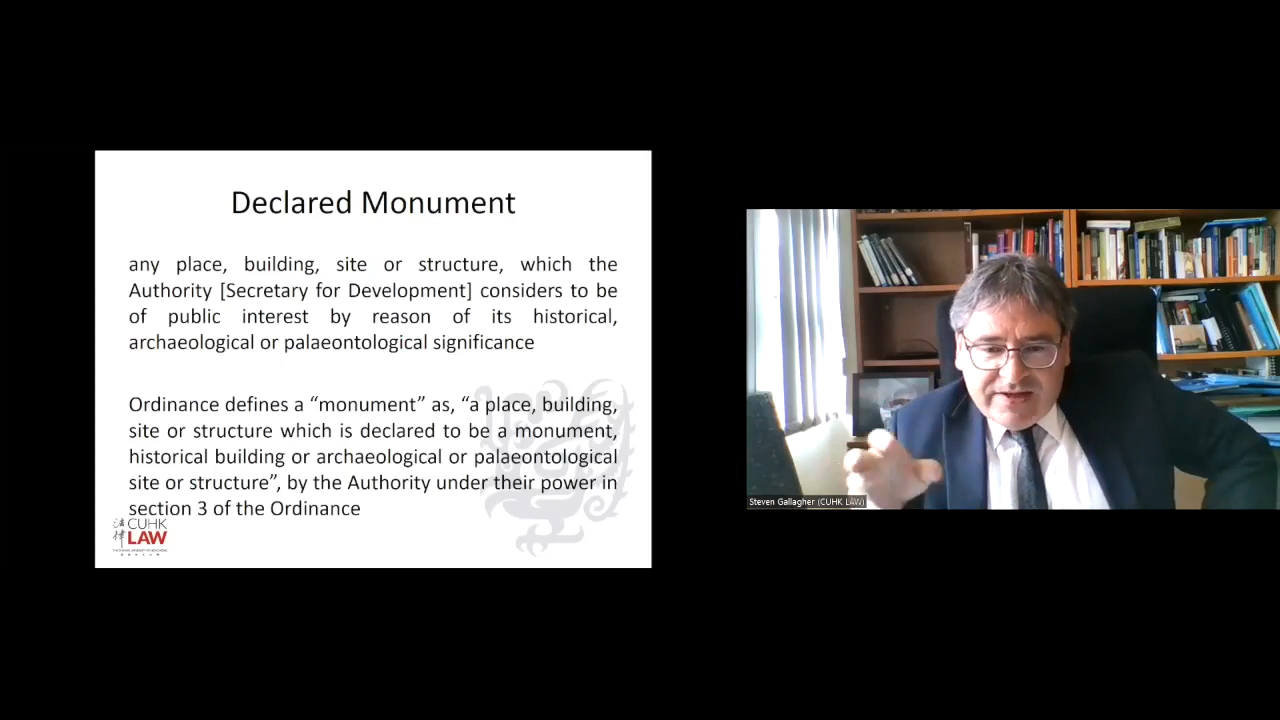 Declared Monument
any place, building, site or structure, which the
Authority [Secretary for Development] considers to be
of public interest by reason of its historical,
archaeological or palaeontological significance
Ordinance defines a “monument” as, “a place, building,
site or structure which is declared to be a monument,
historical building or archaeological or palaeontological
site or structure”, by the Authority under their power in
section 3 of the Ordinance
法律
CUHK
LAW
Steven Gallagher (CUHK LAW)